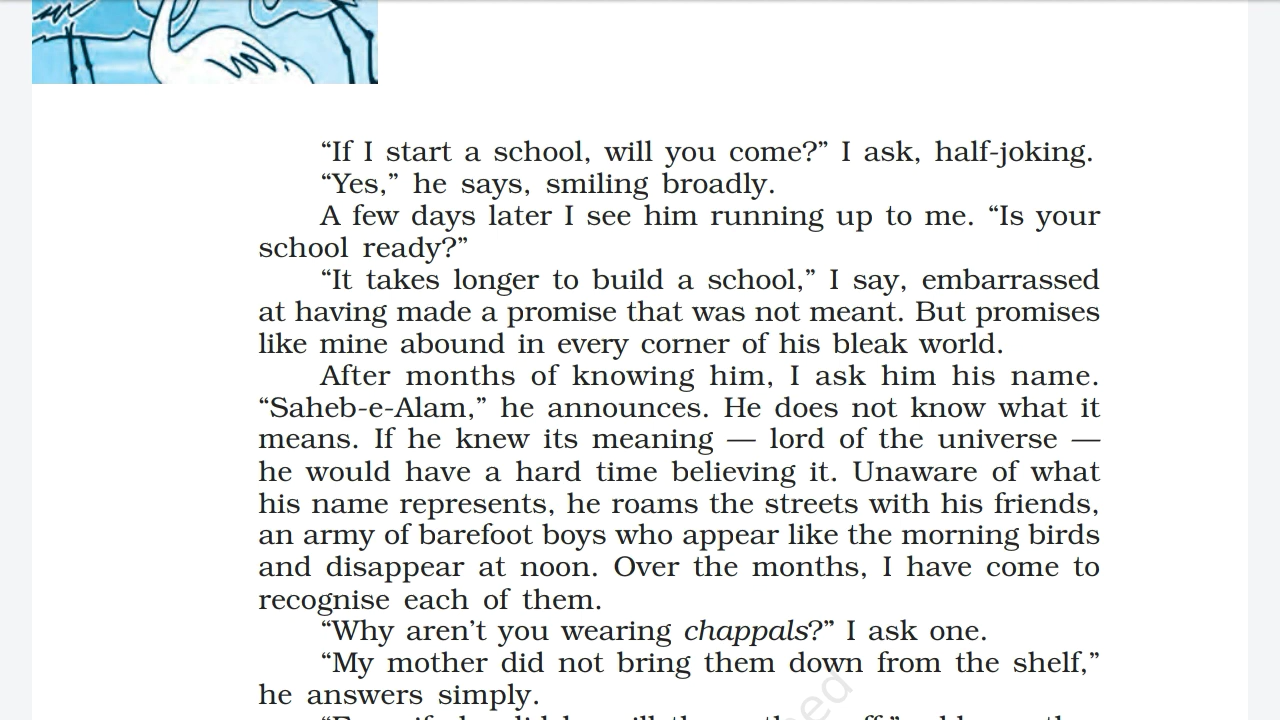 “If I start a school, will you come?” I ask, half-joking.
“Yes,” he says, smiling broadly.
A few days later I see him running up to me. “Is your
school ready?”
“It takes longer to build a school,” I say, embarrassed
at having made a promise that was not meant. But promises
like mine abound in every corner of his bleak world.
After months of knowing him, I ask him his name.
“Saheb-e-Alam,” he announces. He does not know what it
means. If he knew its meaning — lord of the universe —
he would have a hard time believing it. Unaware of what
his name represents, he roams the streets with his friends,
an army of barefoot boys who appear like the morning birds
and disappear at noon. Over the months, I have come to
recognise each of them.
“Why aren’t you wearing chappals?” I ask one.
“My mother did not bring them down from the shelf,”
he answers simply.